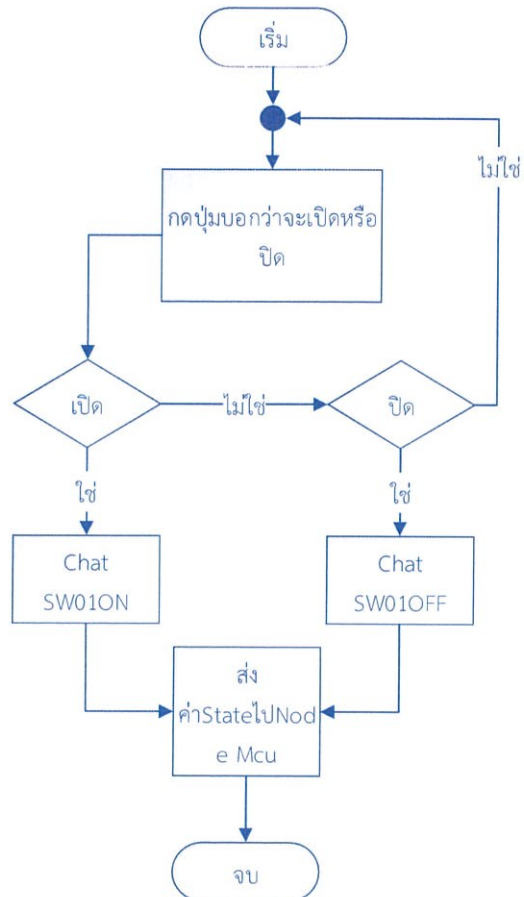 เริ่ม
ไม่ใช่
กดปุ่มบอกว่าจะเปิดหรือ
ปิด
เปิด
ไม่ใช่
ปิด
ใช่
ใช่
Chat
SW01ON
Chat
SW01OFF
ส่ง
ค่าStateไปNod
e Mcu
จบ